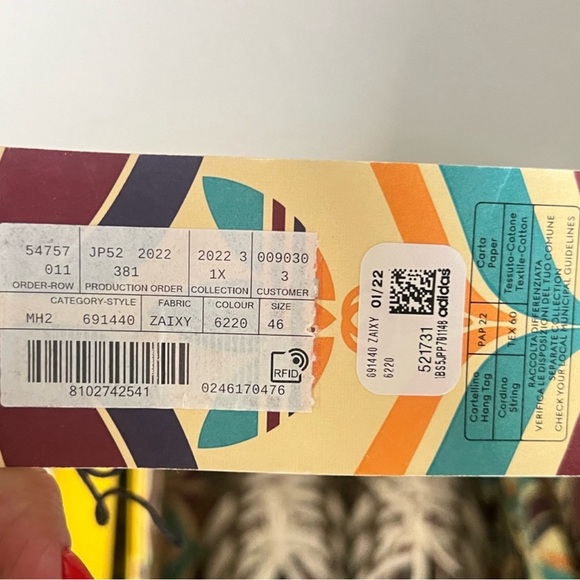 54757
011
ORDER-ROW
JP52 2022
381
PRODUCTION ORDER
2022 3
1X
COLLECTION
009030
3
CUSTOMER
CATEGORY-STYLE
MH2 691440
FABRIC
ZAIXY
COLOUR
6220
SIZE
46
8102742541
0246170476
RFID
691440 ZAIXY 01/22
6220
521731
adidas
Cartellino
Hang Tag
PAP 22
Carta
Paper
Cordino
String
TEX 60
Tessuto-Cotone
Textile-Cotton
RACCOLTA DIFFERENZIATA
VERIFICA LE DISPOSIZIONI DEL TUO COMUNE
SEPARATE COLLECTION
CHECK YOUR LOCAL MUNICIPAL GUIDELINES